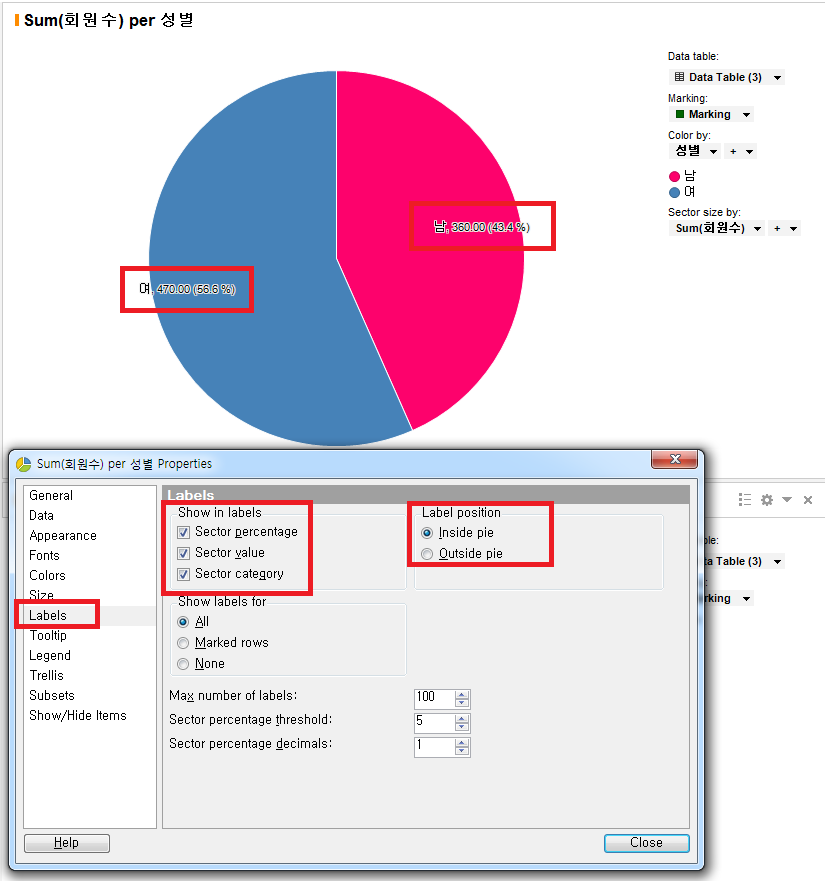 Sum(회원수) per 성별
Data table:
Data Table (3)
Marking:
Marking
Color by:
성별
+
남
여
Sector size by:
Sum(회원수)
+
남, 360.00 (43.4 %)
여, 470.00 (56.6 %)
Sum(회원수) per 성별 Properties
General
Data
Appearance
Fonts
Colors
Size
Labels
Tooltip
Legend
Trellis
Subsets
Show/Hide Items
Labels
Show in labels
Sector percentage
Sector value
Sector category
Label position
Inside pie
Outside pie
Show labels for
All
Marked rows
None
Max number of labels:
100
Sector percentage threshold:
5
Sector percentage decimals:
1
Help
Close
ble:
ta Table (3)
rking